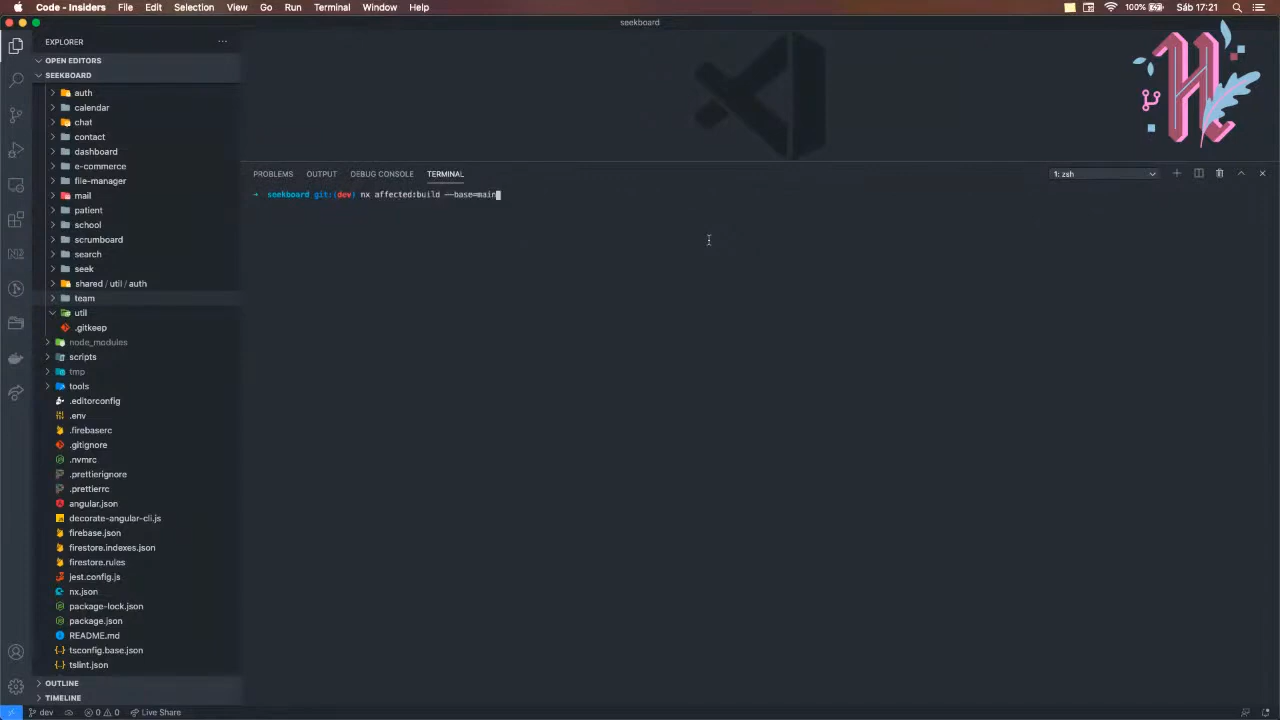 Code - Insiders File Edit Selection View Go Run Terminal Window Help 100% Sáb 17:21
seekboard
EXPLORER
OPEN EDITORS
SEEKBOARD
auth
calendar
chat
contact
dashboard
e-commerce
file-manager
mail
patient
school
scrumboard
search
seek
shared / util / auth
team
util
.gitkeep
node_modules
scripts
tmp
tools
.editorconfig
.env
.firebaserc
.gitignore
.nvmrc
.prettierignore
.prettierrc
angular.json
decorate-angular-cli.js
firebase.json
firestore.indexes.json
firestore.rules
jest.config.js
nx.json
package-lock.json
package.json
README.md
tsconfig.base.json
tslint.json
OUTLINE
TIMELINE
PROBLEMS OUTPUT DEBUG CONSOLE TERMINAL 1: zsh
→ seekboard git:(dev) nx affected:build --base=main
H
dev 0 0 Live Share